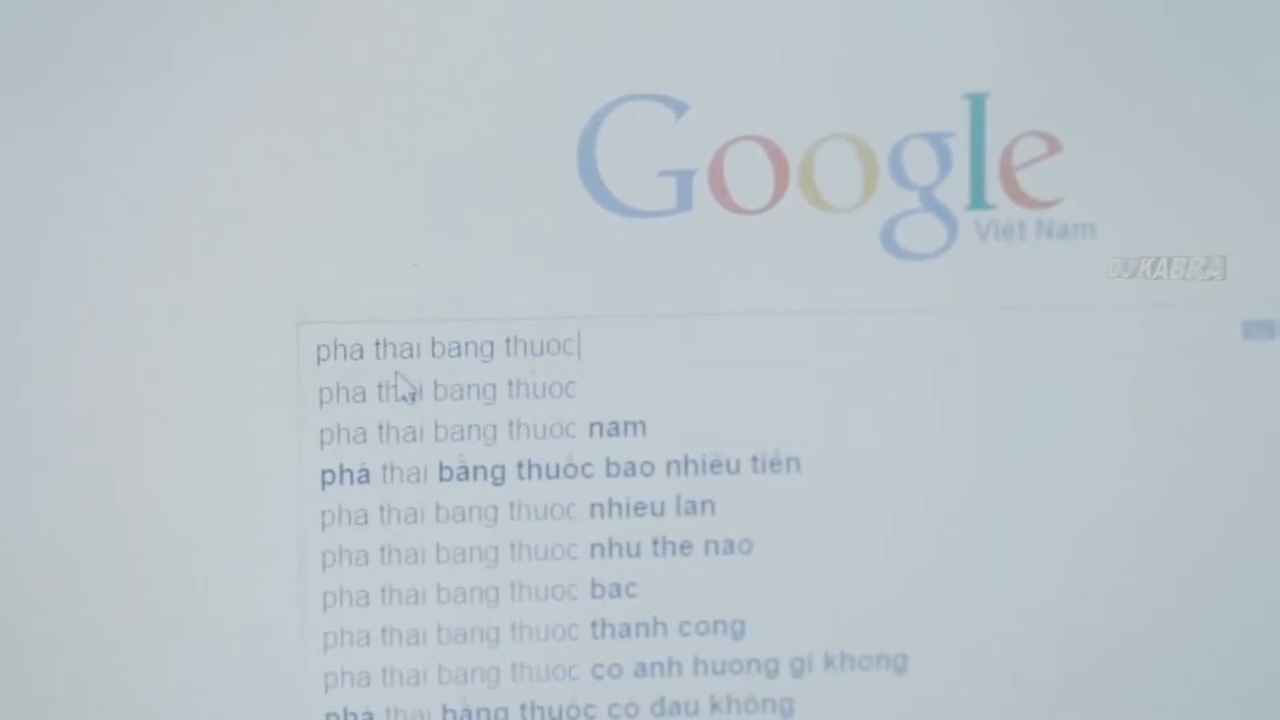 Google
Việt Nam
DJ KABRA
pha thai bang thuoc
pha thai bang thuoc
pha thai bang thuoc nam
phá thai bằng thuốc bao nhiêu tiền
pha thai bang thuoc nhieu lan
pha thai bang thuoc nhu the nao
pha thai bang thuoc bac
pha thai bang thuoc thanh cong
pha thai bang thuoc co anh huong gi khong
phá thai bằng thuốc có đau không